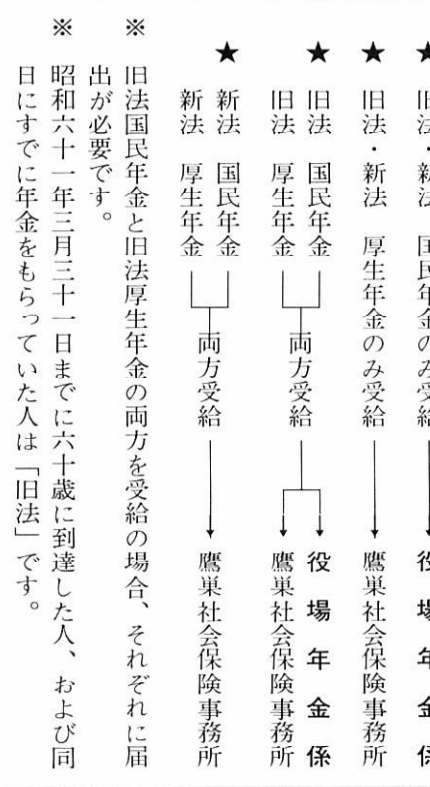 ★ 旧法・新法 国民年金のみ受給 → 役場年金係
★ 旧法・新法 厚生年金のみ受給 → 鷹巣社会保険事務所
★ 旧法 国民年金
旧法 厚生年金
両方受給
役場年金係
鷹巣社会保険事務所
★ 新法 国民年金
新法 厚生年金
両方受給 → 鷹巣社会保険事務所
※ 旧法国民年金と旧法厚生年金の両方を受給の場合、それぞれに届
出が必要です。
※ 昭和六十一年三月三十一日までに六十歳に到達した人、および同
日にすでに年金をもらっていた人は「旧法」です。